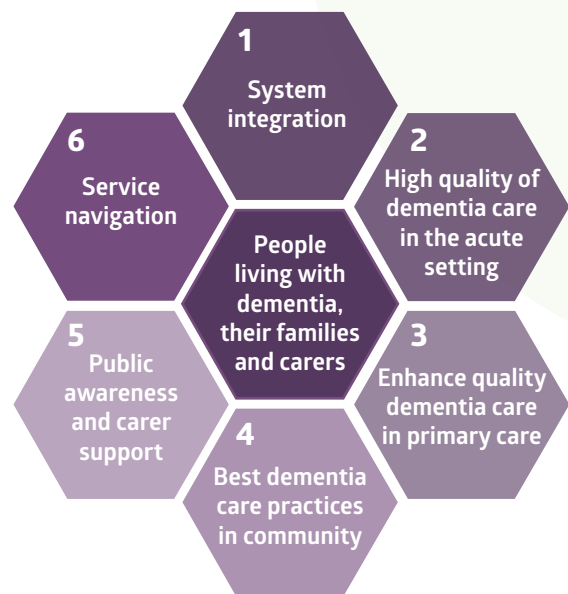 1
System
integration
2
High quality of
dementia care
in the acute
setting
3
Enhance quality
dementia care
in primary care
4
Best dementia
care practices
in community
5
Public
awareness
and carer
support
6
Service
navigation
People
living with
dementia,
their families
and carers